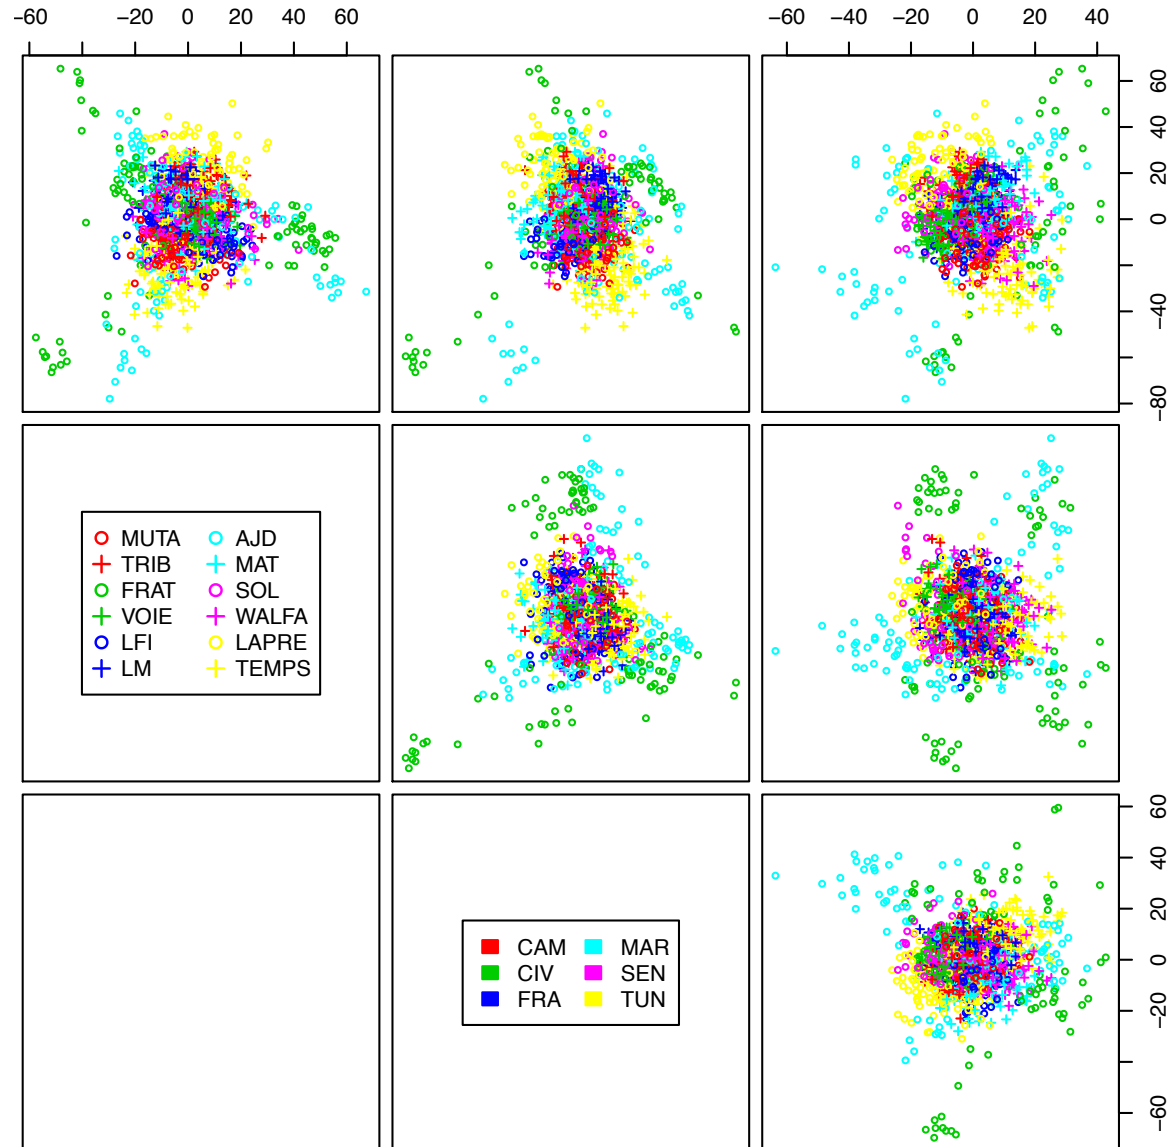 −60 −20 0 20 40 60 −60 −40 −20 0 20 40
60
40
20
0
−40
−80
MUTA AJD
TRIB MAT
FRAT SOL
VOIE WALFA
LFI LAPRE
LM TEMPS
60
40
20
0
−20
−60
CAM MAR
CIV SEN
FRA TUN